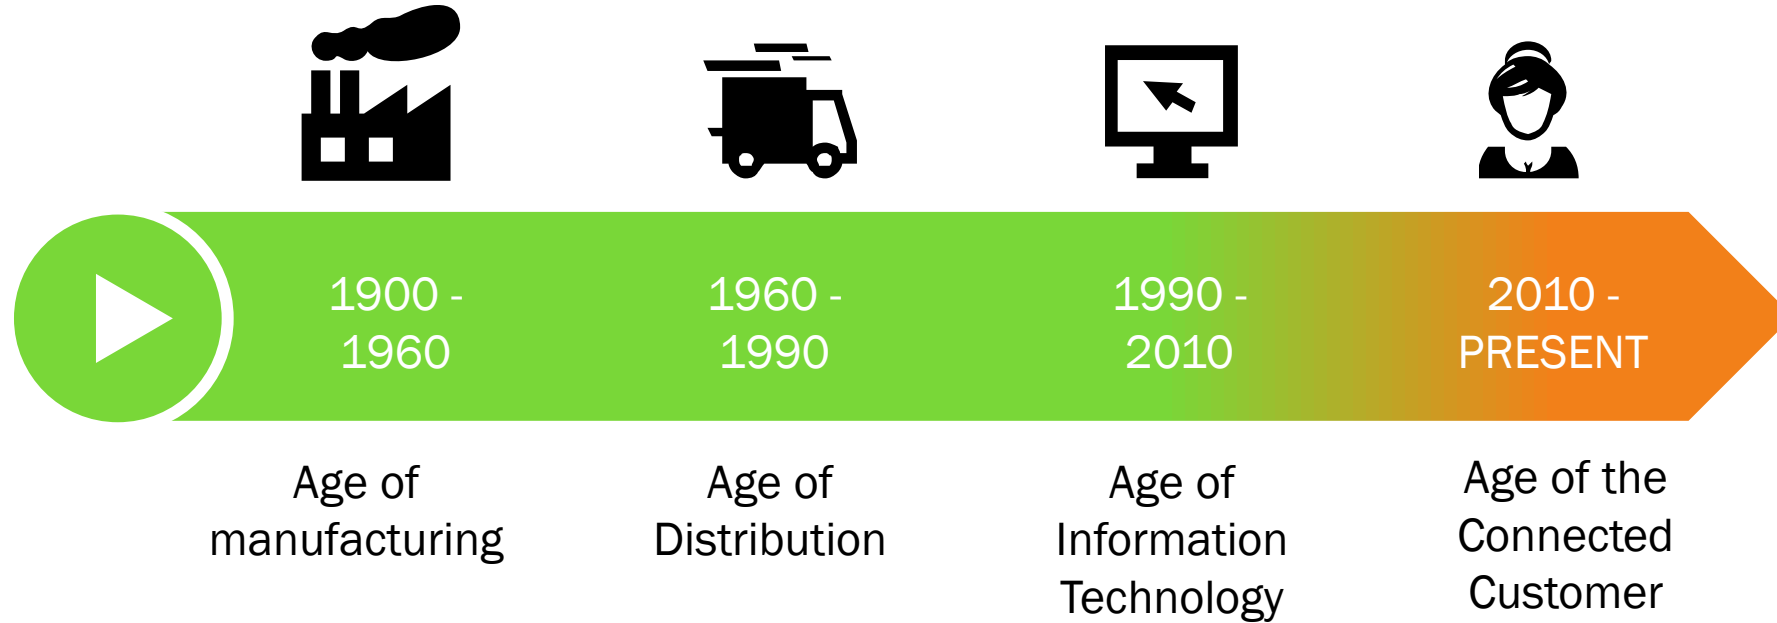 1900 -
1960
1960 -
1990
1990 -
2010
2010 -
PRESENT
Age of
manufacturing
Age of
Distribution
Age of
Information
Technology
Age of the
Connected
Customer